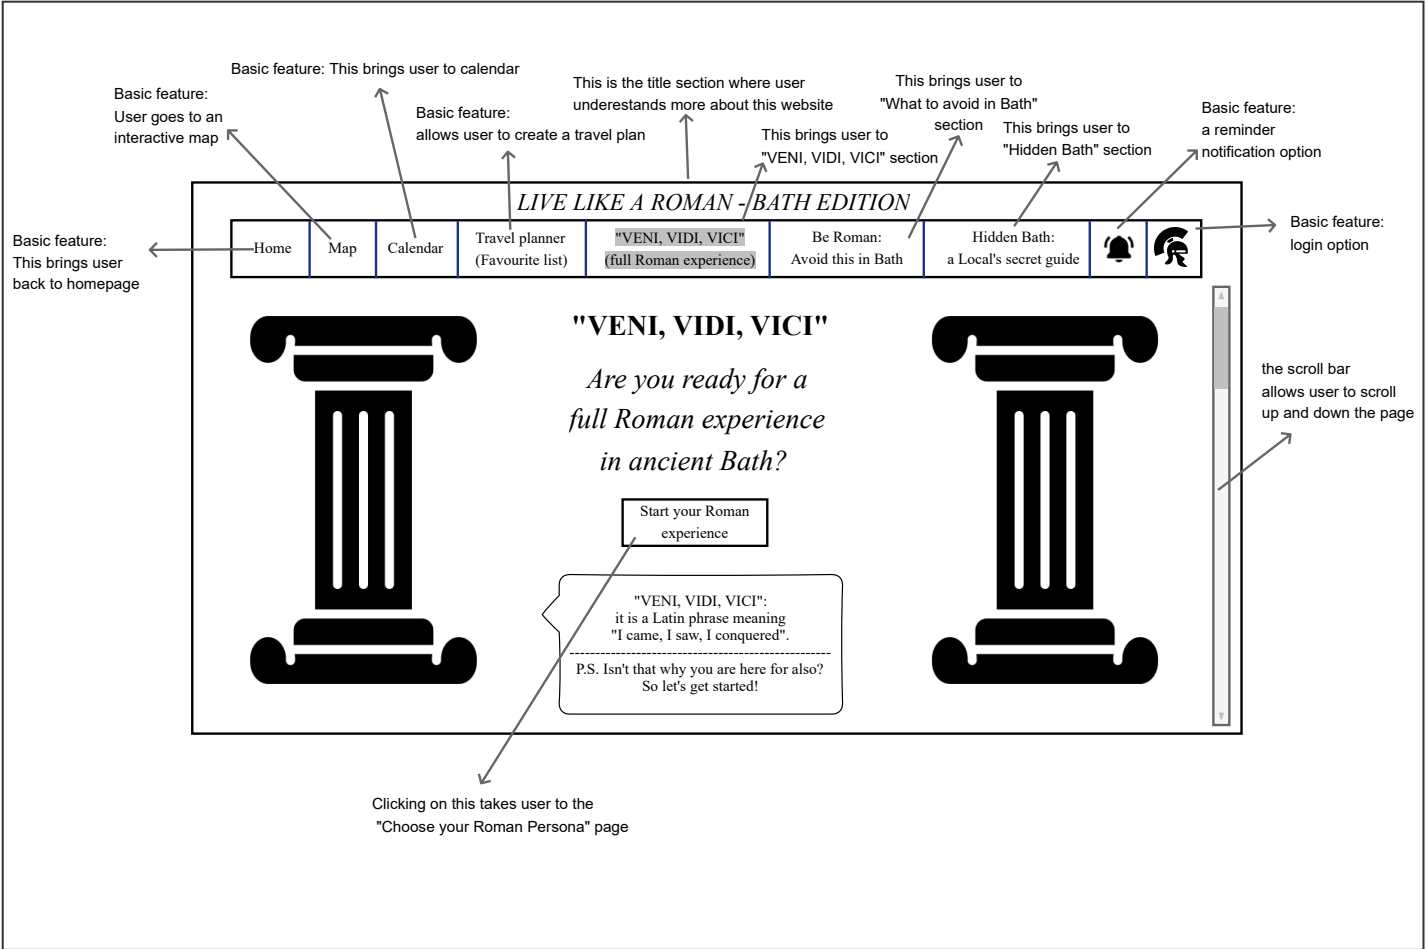 Basic feature: This brings user to calendar
Basic feature:
User goes to an
interactive map
Basic feature:
allows user to create a travel plan
This is the title section where user
underestands more about this website
This brings user to
"VENI, VIDI, VICI" section
This brings user to
"What to avoid in Bath"
section
This brings user to
"Hidden Bath" section
Basic feature:
a reminder
notification option
Basic feature:
login option
Basic feature:
This brings user
back to homepage
LIVE LIKE A ROMAN - BATH EDITION
Home
Map
Calendar
Travel planner
(Favourite list)
"VENI, VIDI, VICI"
(full Roman experience)
Be Roman:
Avoid this in Bath
Hidden Bath:
a Local's secret guide
"VENI, VIDI, VICI"
Are you ready for a
full Roman experience
in ancient Bath?
the scroll bar
allows user to scroll
up and down the page
Start your Roman
experience
"VENI, VIDI, VICI":
it is a Latin phrase meaning
"I came, I saw, I conquered".
P.S. Isn't that why you are here for also?
So let's get started!
Clicking on this takes user to the
"Choose your Roman Persona" page